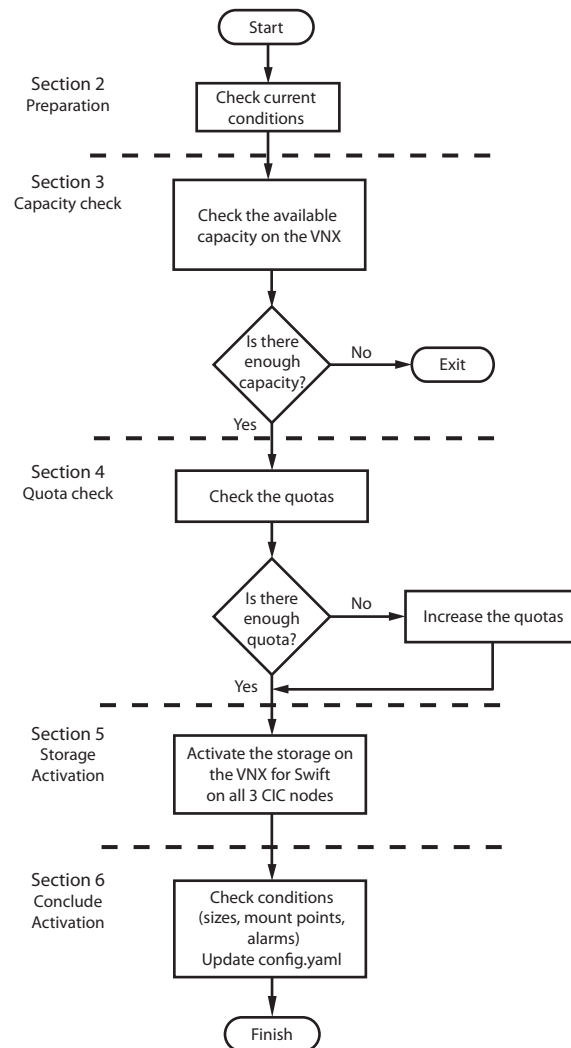 Start
Section 2
Preparation
Check current
conditions
Section 3
Capacity check
Check the available
capacity on the VNX
Is there
enough
capacity?
No
Exit
Yes
Section 4
Quota check
Check the quotas
Is there
enough
quota?
No
Increase the quotas
Yes
Section 5
Storage
Activation
Activate the storage on
the VNX for Swift
on all 3 CIC nodes
Section 6
Conclude
Activation
Check conditions
(sizes, mount points,
alarms)
Update config.yaml
Finish